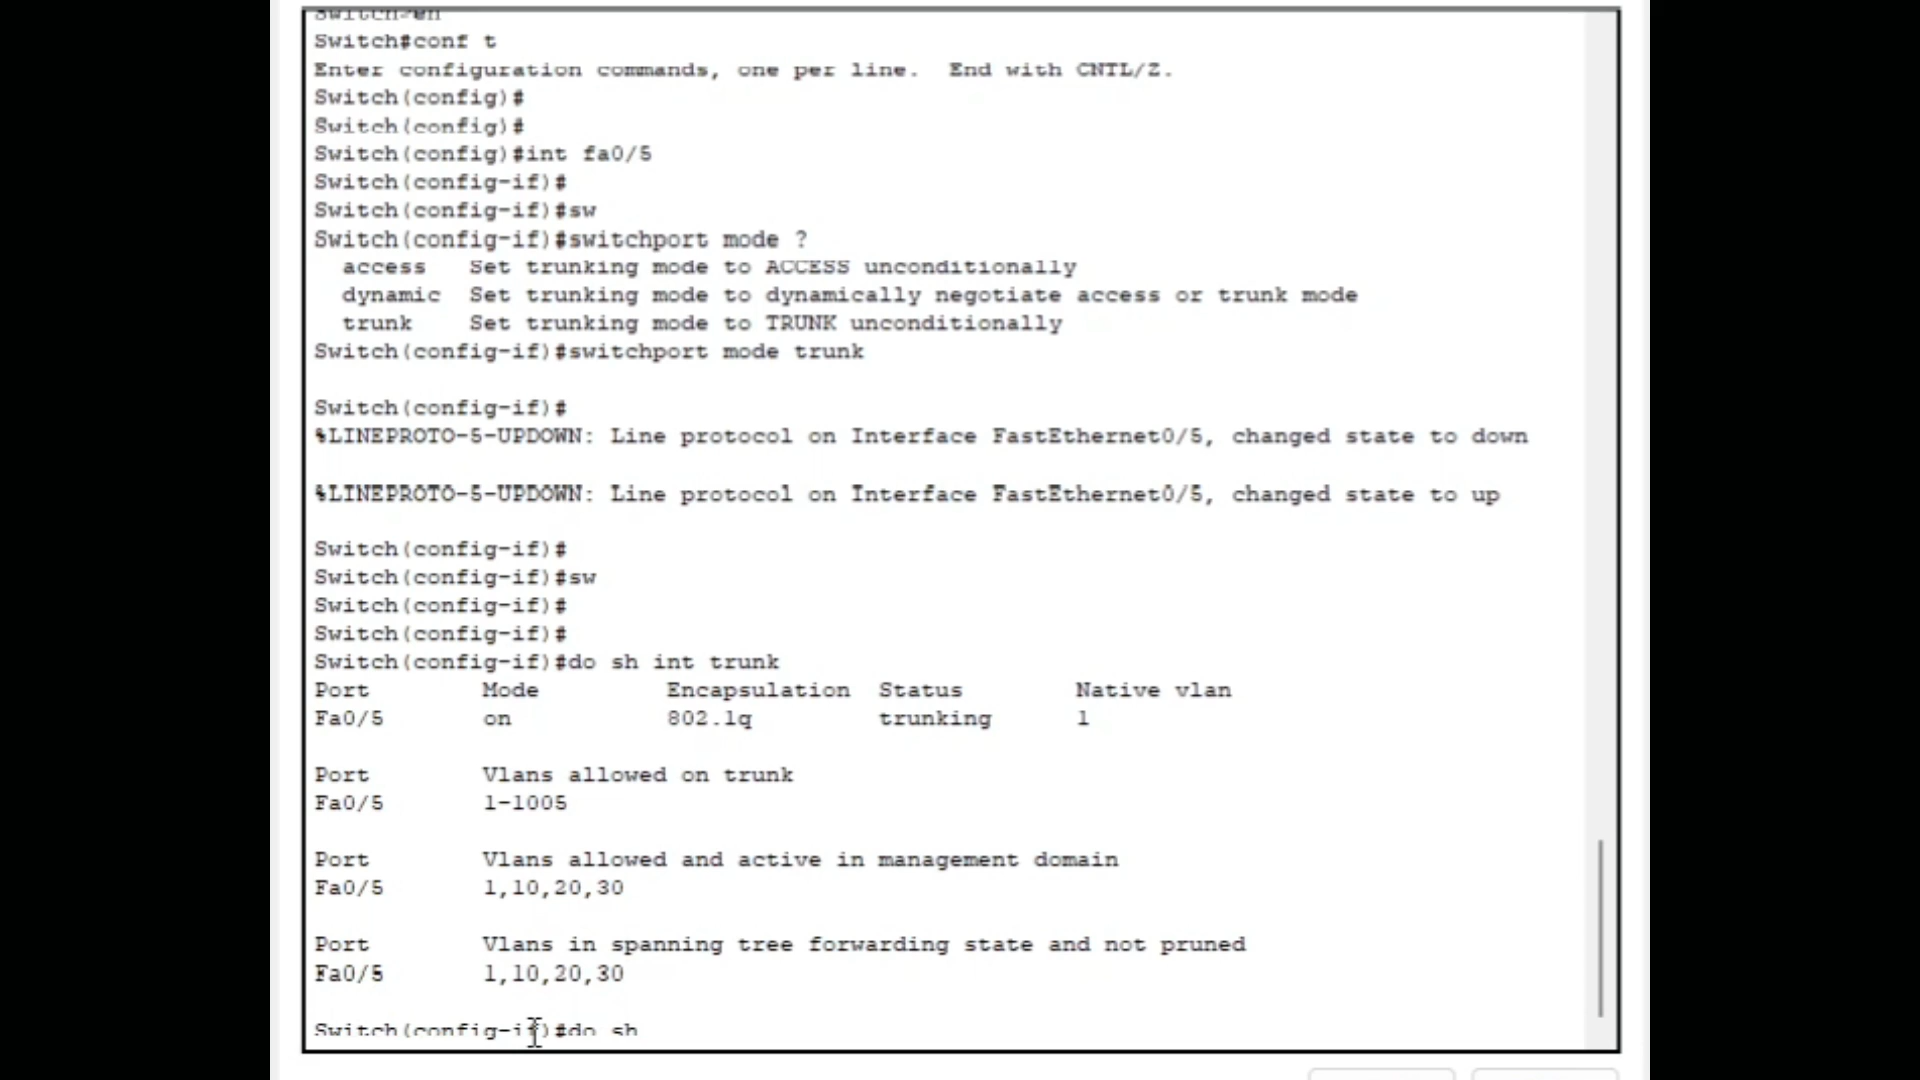 Switch>en
Switch#conf t
Enter configuration commands, one per line.  End with CNTL/Z.
Switch(config)#
Switch(config)#
Switch(config)#int fa0/5
Switch(config-if)#
Switch(config-if)#sw
Switch(config-if)#switchport mode ?
  access   Set trunking mode to ACCESS unconditionally
  dynamic  Set trunking mode to dynamically negotiate access or trunk mode
  trunk    Set trunking mode to TRUNK unconditionally
Switch(config-if)#switchport mode trunk
Switch(config-if)#
%LINEPROTO-5-UPDOWN: Line protocol on Interface FastEthernet0/5, changed state to down
%LINEPROTO-5-UPDOWN: Line protocol on Interface FastEthernet0/5, changed state to up
Switch(config-if)#
Switch(config-if)#sw
Switch(config-if)#
Switch(config-if)#
Switch(config-if)#do sh int trunk
Port        Mode         Encapsulation  Status        Native vlan
Fa0/5       on           802.1q         trunking      1
Port        Vlans allowed on trunk
Fa0/5       1-1005
Port        Vlans allowed and active in management domain
Fa0/5       1,10,20,30
Port        Vlans in spanning tree forwarding state and not pruned
Fa0/5       1,10,20,30
Switch(config-if)#do sh